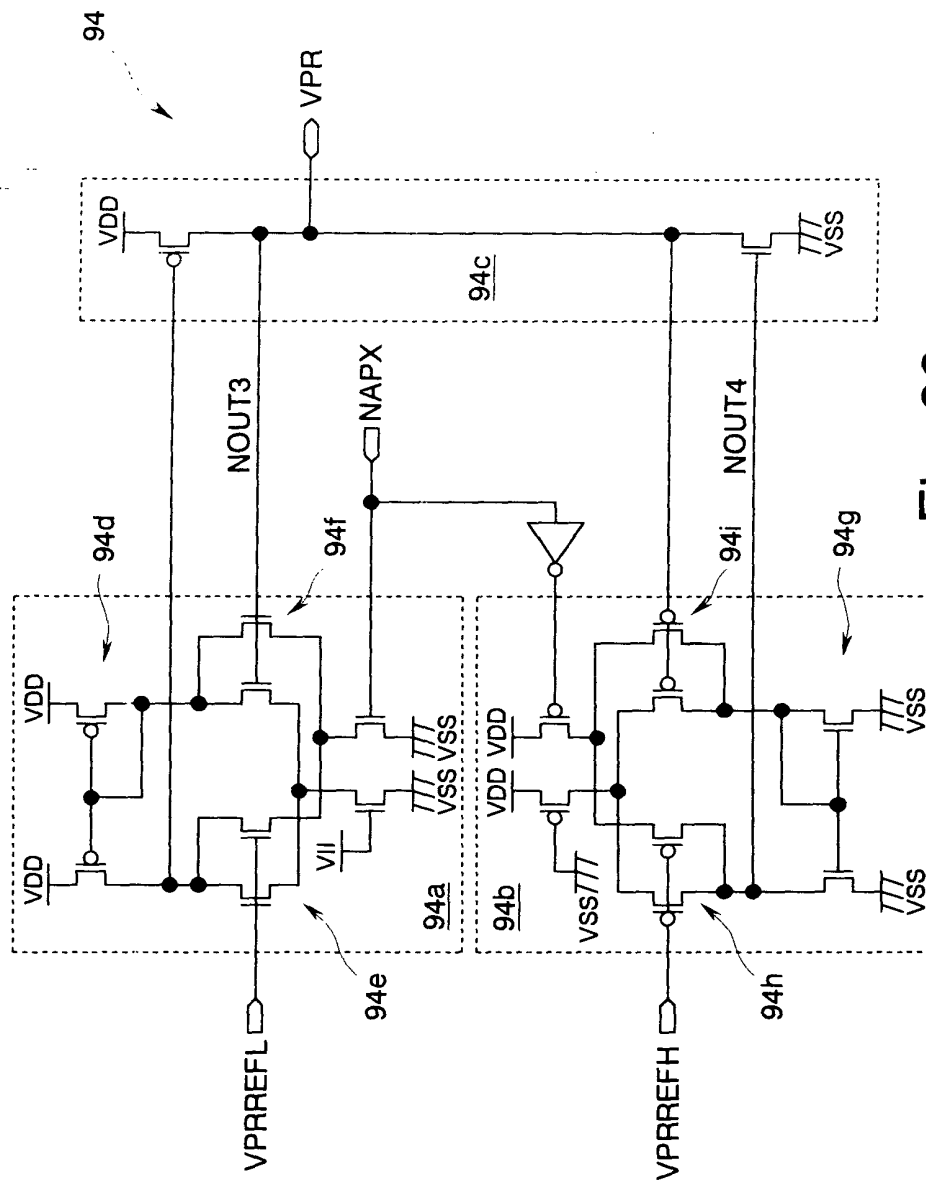 94
VDD
VPR
94c
VSS
NOUT3
NAPX
NOUT4
94d
94f
94i
94g
VDD
VDD
VSS
VSS
VII
94a
94e
VPRREFL
VDD
VDD
VSS
94b
94h
VPRREFH
VSS
VSS